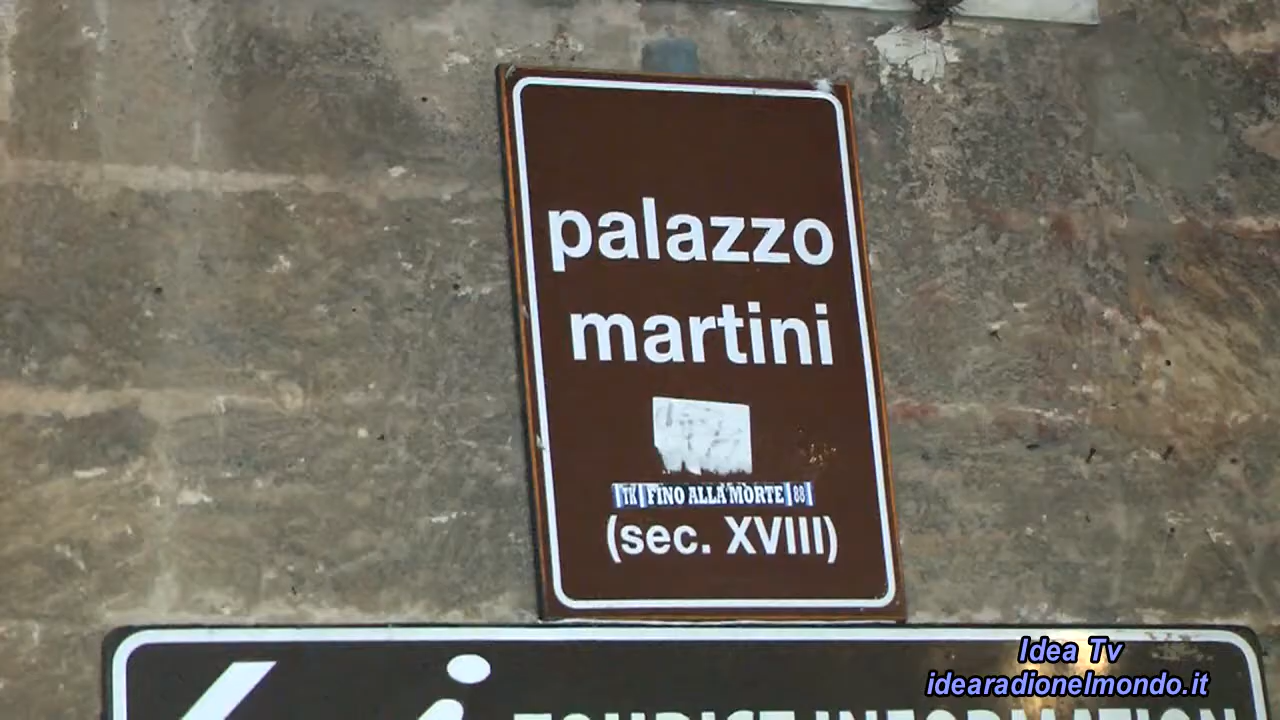 palazzo
martini
TK FINO ALLA MORTE 88
(sec. XVIII)
i TOURIST INFORMATION
Idea Tv
idearadionelmondo.it